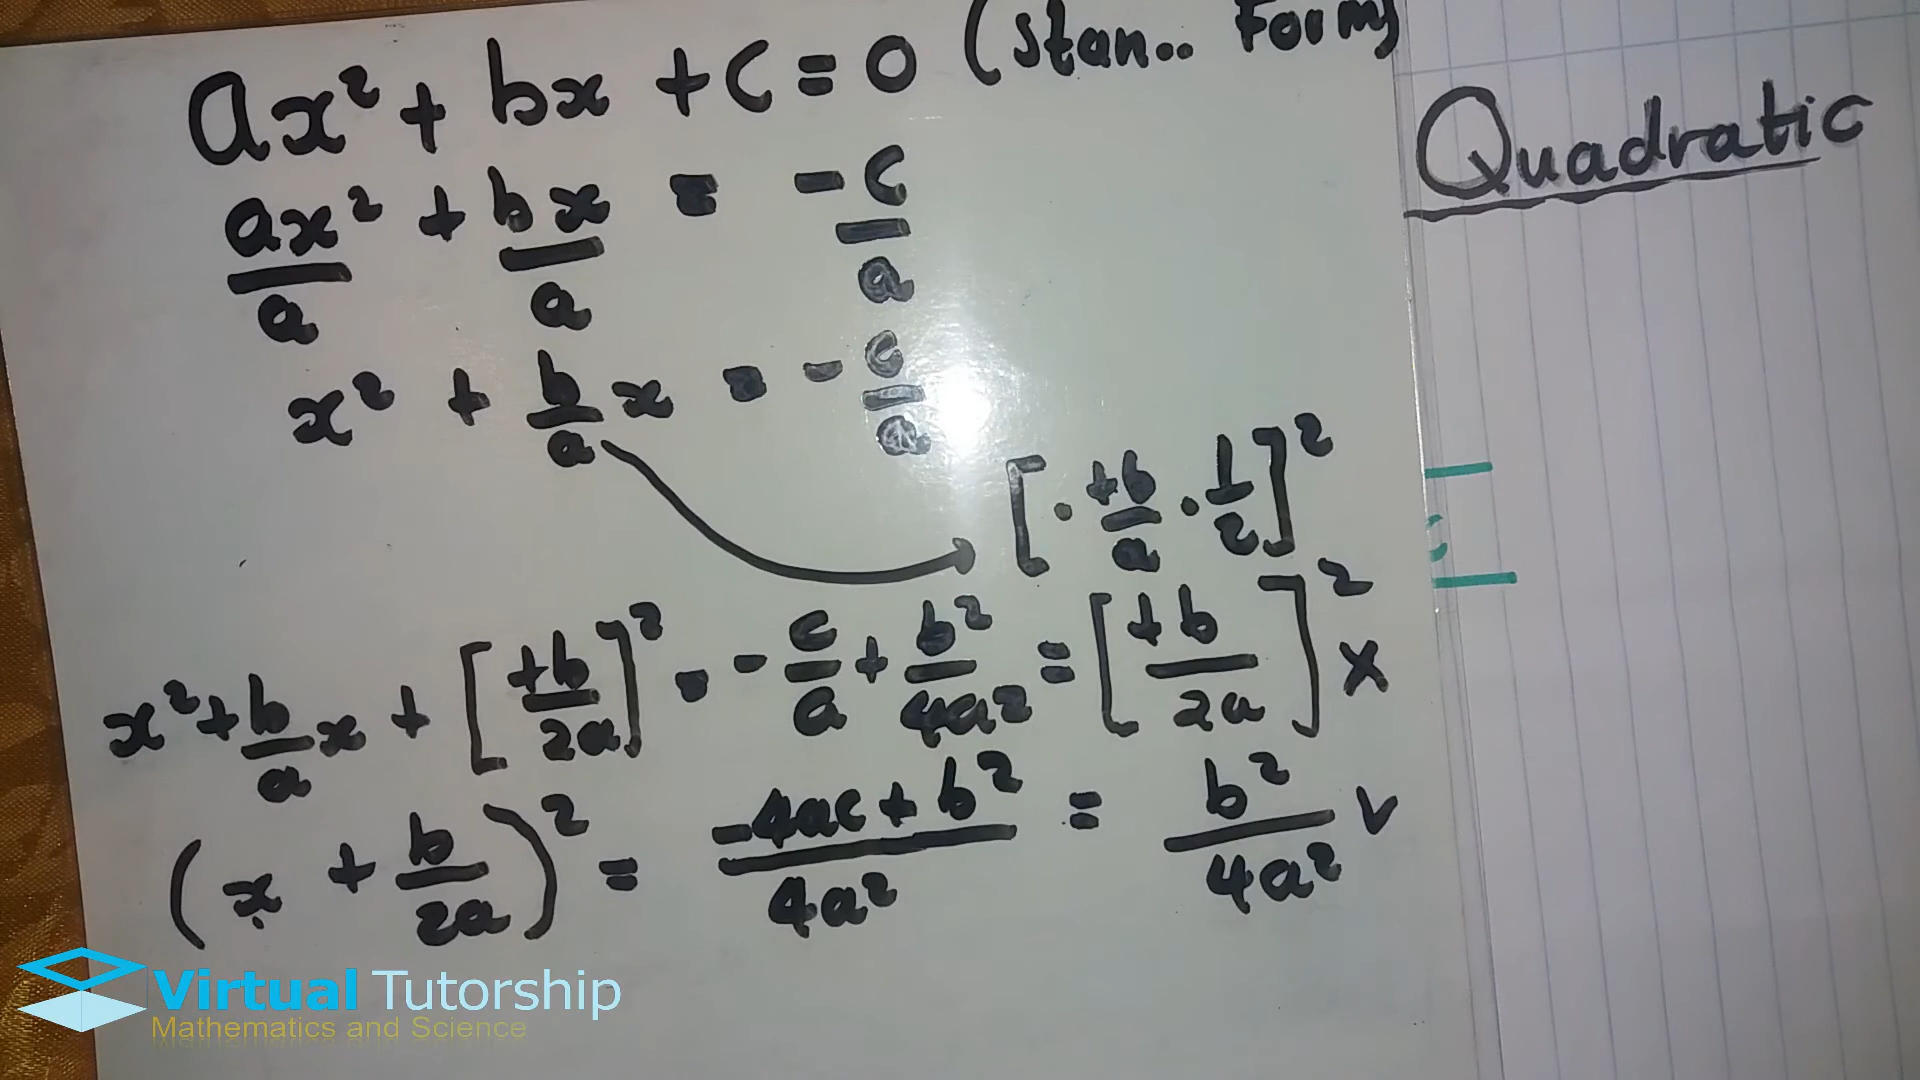 ax² + bx + c = 0 (Stan.. Form)
Quadratic
ax²/a + bx/a = -c/a
x² + b/a x = -c/a
[· +b/a · 1/2]²
x² + b/a x + [+b/2a]² = -c/a + b²/4a² = [+b/2a]² x
(x + b/2a)² = -4ac + b²/4a² = b²/4a² ✓
Virtual Tutorship
Mathematics and Science